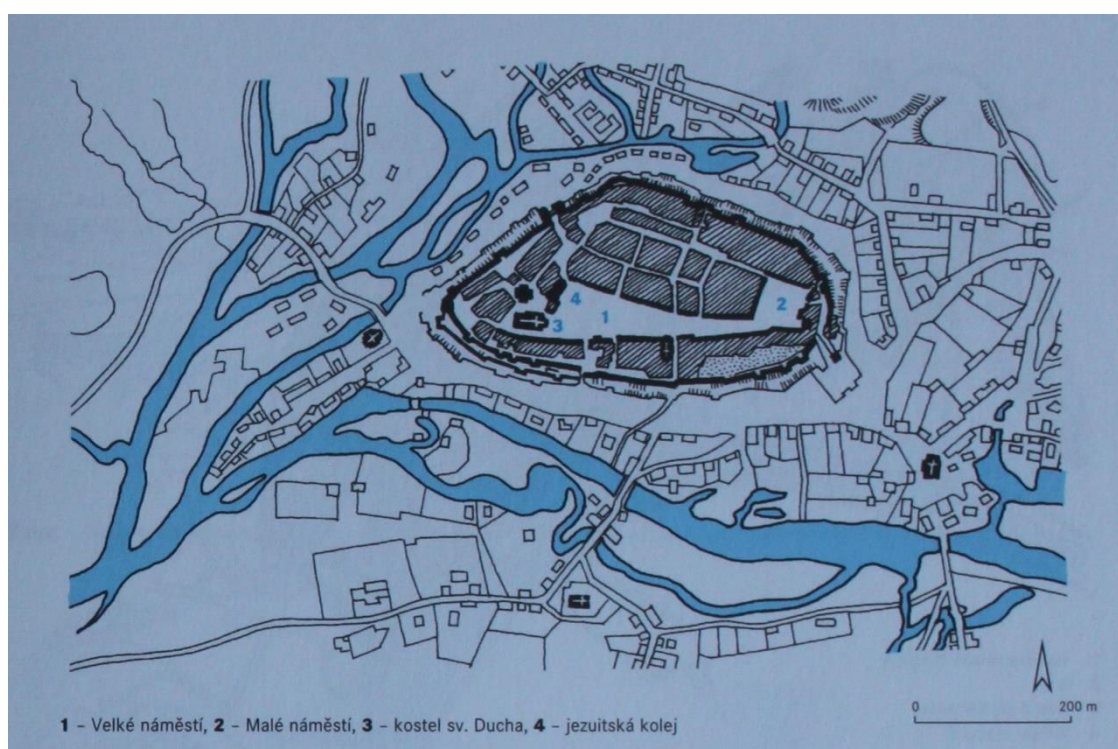 4
1
2
3
0
200 m
1 – Velké náměstí, 2 – Malé náměstí, 3 – kostel sv. Ducha, 4 – jezuitská kolej